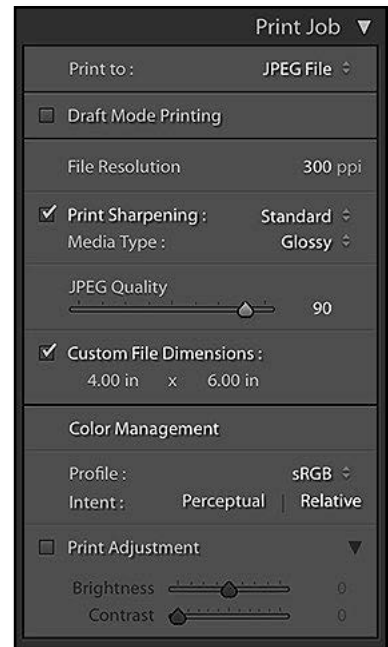 Print Job
Print to : JPEG File
Draft Mode Printing
File Resolution 300 ppi
Print Sharpening : Standard
Media Type : Glossy
JPEG Quality
90
Custom File Dimensions :
4.00 in x 6.00 in
Color Management
Profile : sRGB
Intent : Perceptual | Relative
Print Adjustment
Brightness 0
Contrast 0